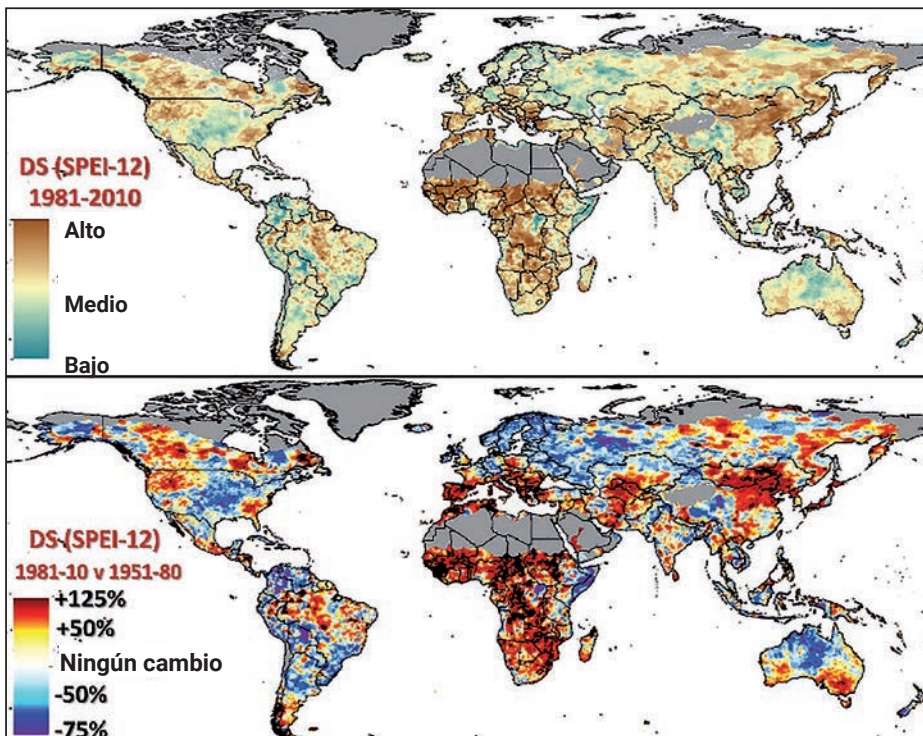 DS (SPEI-12)
1981-2010
Alto
Medio
Bajo
DS (SPEI-12)
1981-10 v 1951-80
+125%
+50%
Ningún cambio
-50%
-75%